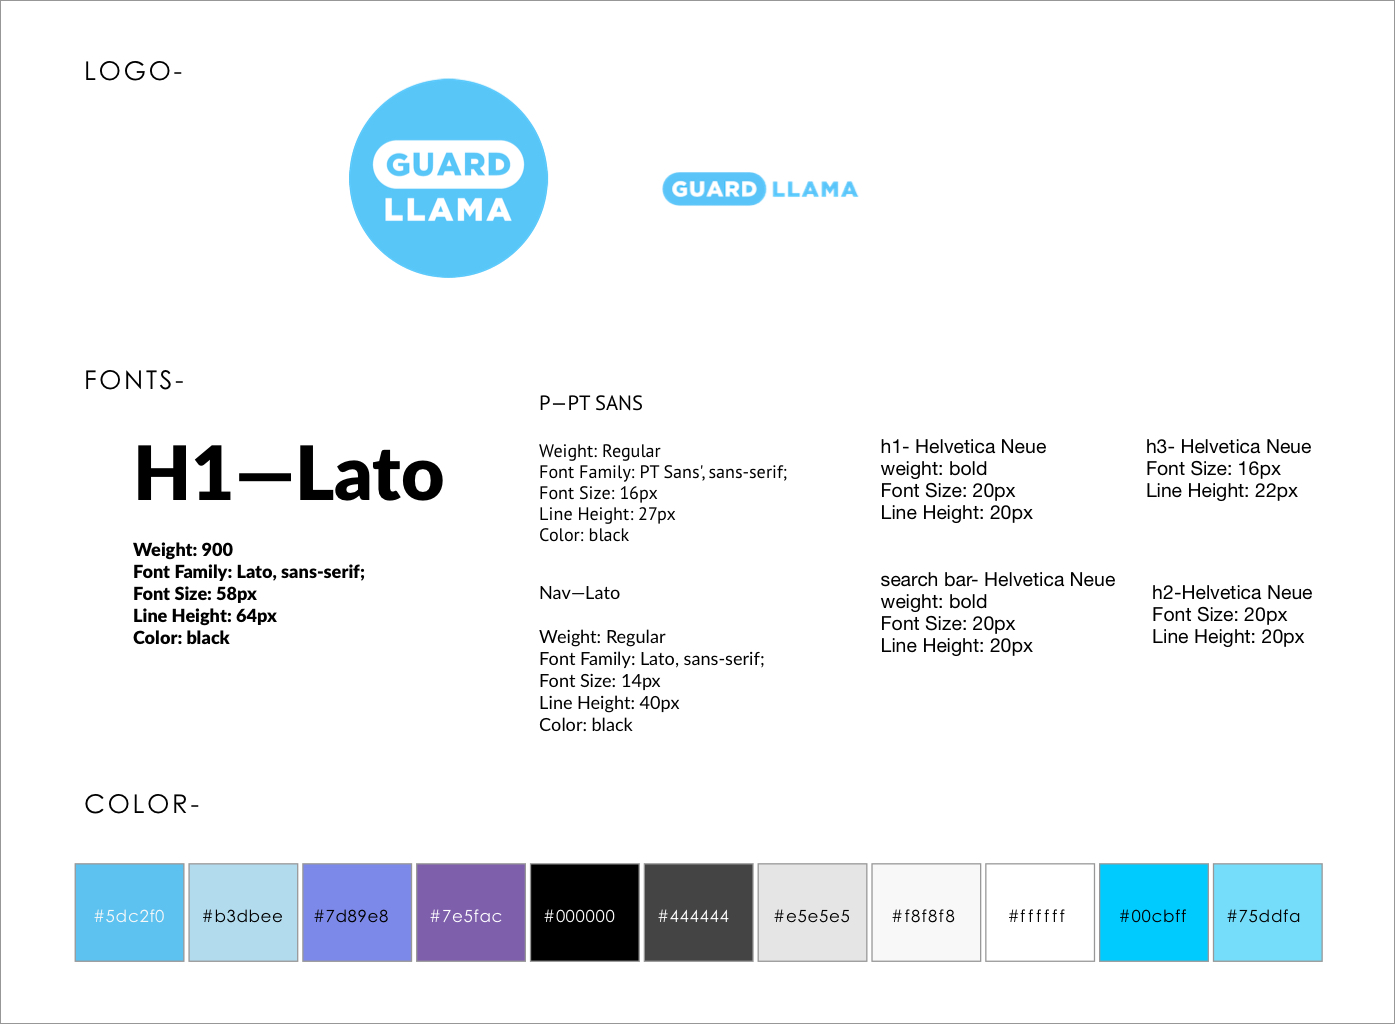 LOGO-
GUARD
LLAMA
GUARD LLAMA
FONTS-
H1—Lato
Weight: 900
Font Family: Lato, sans-serif;
Font Size: 58px
Line Height: 64px
Color: black
P—PT SANS
Weight: Regular
Font Family: PT Sans', sans-serif;
Font Size: 16px
Line Height: 27px
Color: black
Nav—Lato
Weight: Regular
Font Family: Lato, sans-serif;
Font Size: 14px
Line Height: 40px
Color: black
h1- Helvetica Neue
weight: bold
Font Size: 20px
Line Height: 20px
search bar- Helvetica Neue
weight: bold
Font Size: 20px
Line Height: 20px
h3- Helvetica Neue
Font Size: 16px
Line Height: 22px
h2-Helvetica Neue
Font Size: 20px
Line Height: 20px
COLOR-
#5dc2f0 #b3dbee #7d89e8 #7e5fac #000000 #444444 #e5e5e5 #f8f8f8 #ffffff #00cbff #75ddfa